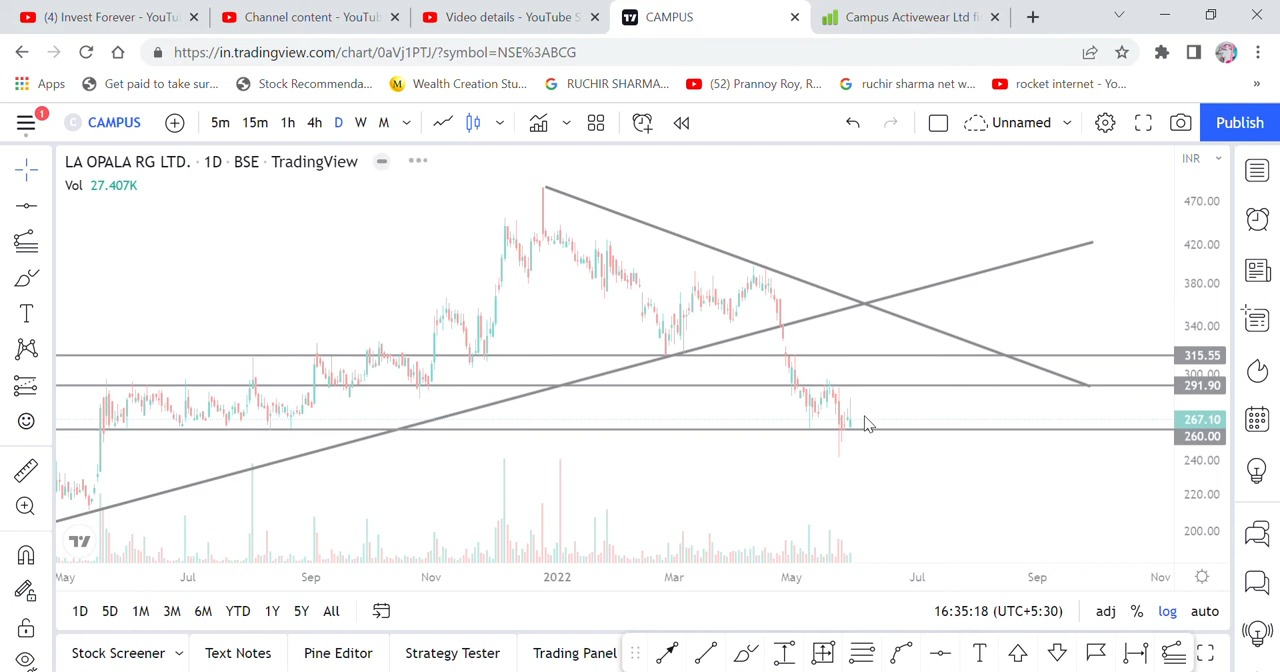 (4) Invest Forever - YouTu
Channel content - YouTub
Video details - YouTube S
CAMPUS
Campus Activewear Ltd fi
https://in.tradingview.com/chart/0aVj1PTJ/?symbol=NSE%3ABCG
Apps
Get paid to take sur...
Stock Recommenda...
M
Wealth Creation Stu...
RUCHIR SHARMA...
(52) Prannoy Roy, R...
ruchir sharma net w...
rocket internet - Yo...
»
1
C CAMPUS
5m 15m 1h 4h D W M
Unnamed
Publish
LA OPALA RG LTD. · 1D · BSE · TradingView
INR
Vol 27.407K
470.00
420.00
380.00
340.00
315.55
300.00
291.90
267.10
260.00
240.00
220.00
200.00
May Jul Sep Nov 2022 Mar May Jul Sep Nov
1D 5D 1M 3M 6M YTD 1Y 5Y All
16:35:18 (UTC+5:30) adj % log auto
Stock Screener Text Notes Pine Editor Strategy Tester Trading Panel